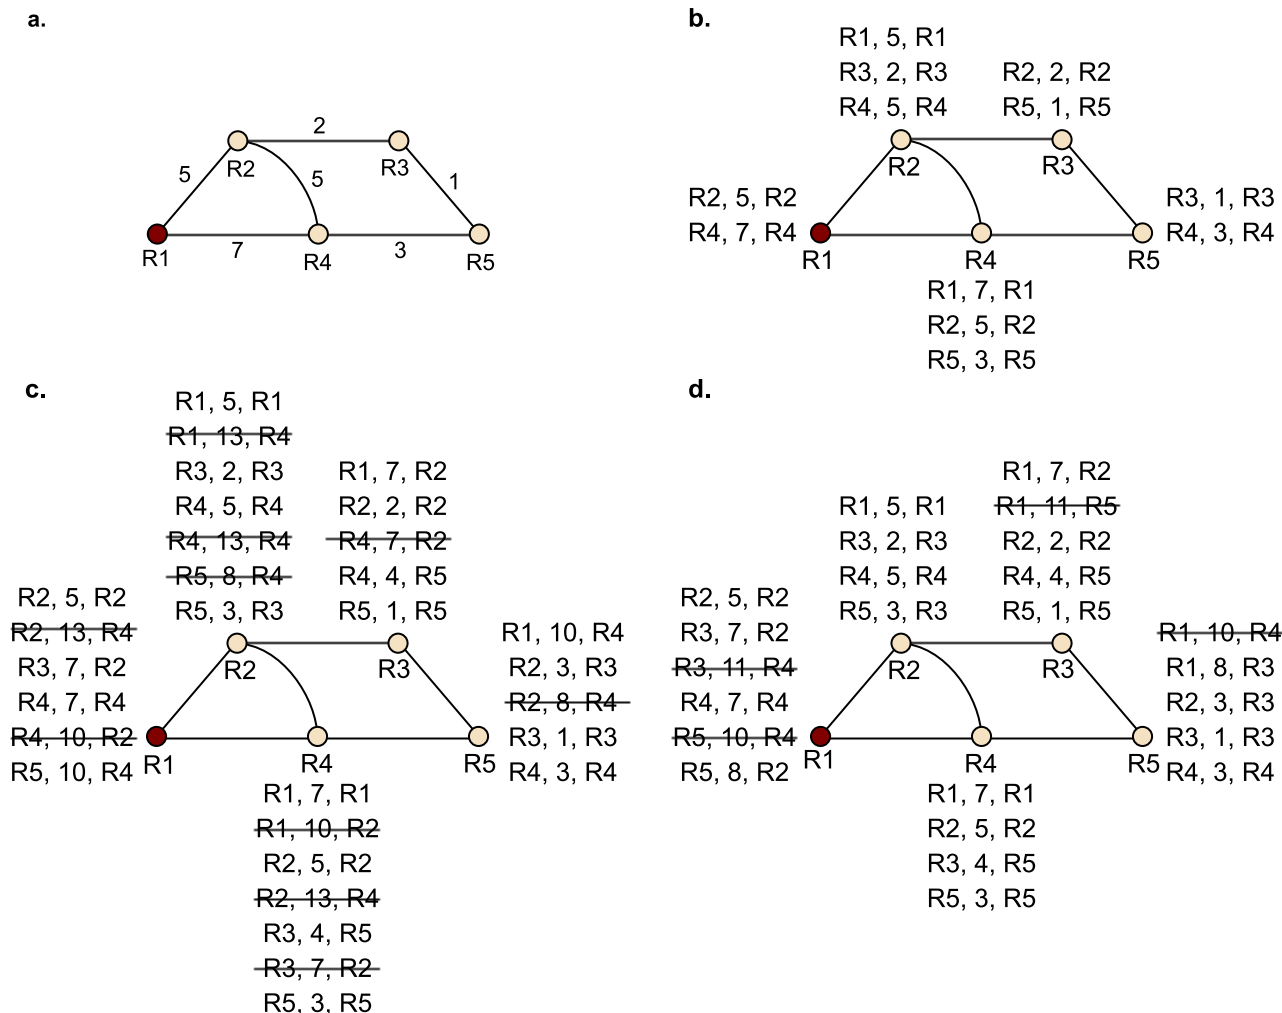 a.
2
R2
R3
5
5
1
R1
7
R4
3
R5
b.
R1, 5, R1
R3, 2, R3
R4, 5, R4
R2, 2, R2
R5, 1, R5
R2
R3
R2, 5, R2
R4, 7, R4
R3, 1, R3
R4, 3, R4
R1
R4
R5
R1, 7, R1
R2, 5, R2
R5, 3, R5
c.
R1, 5, R1
R1, 13, R4
R3, 2, R3
R4, 5, R4
R4, 13, R4
R5, 8, R4
R5, 3, R3
R1, 7, R2
R2, 2, R2
R4, 7, R2
R4, 4, R5
R5, 1, R5
R2
R3
R2, 5, R2
R2, 13, R4
R3, 7, R2
R4, 7, R4
R4, 10, R2
R5, 10, R4
R1, 10, R4
R2, 3, R3
R2, 8, R4
R3, 1, R3
R4, 3, R4
R1
R4
R5
R1, 7, R1
R1, 10, R2
R2, 5, R2
R2, 13, R4
R3, 4, R5
R3, 7, R2
R5, 3, R5
d.
R1, 5, R1
R3, 2, R3
R4, 5, R4
R5, 3, R3
R1, 7, R2
R1, 11, R5
R2, 2, R2
R4, 4, R5
R5, 1, R5
R2
R3
R2, 5, R2
R3, 7, R2
R3, 11, R4
R4, 7, R4
R5, 10, R4
R5, 8, R2
R1, 10, R4
R1, 8, R3
R2, 3, R3
R3, 1, R3
R4, 3, R4
R1
R4
R5
R1, 7, R1
R2, 5, R2
R3, 4, R5
R5, 3, R5